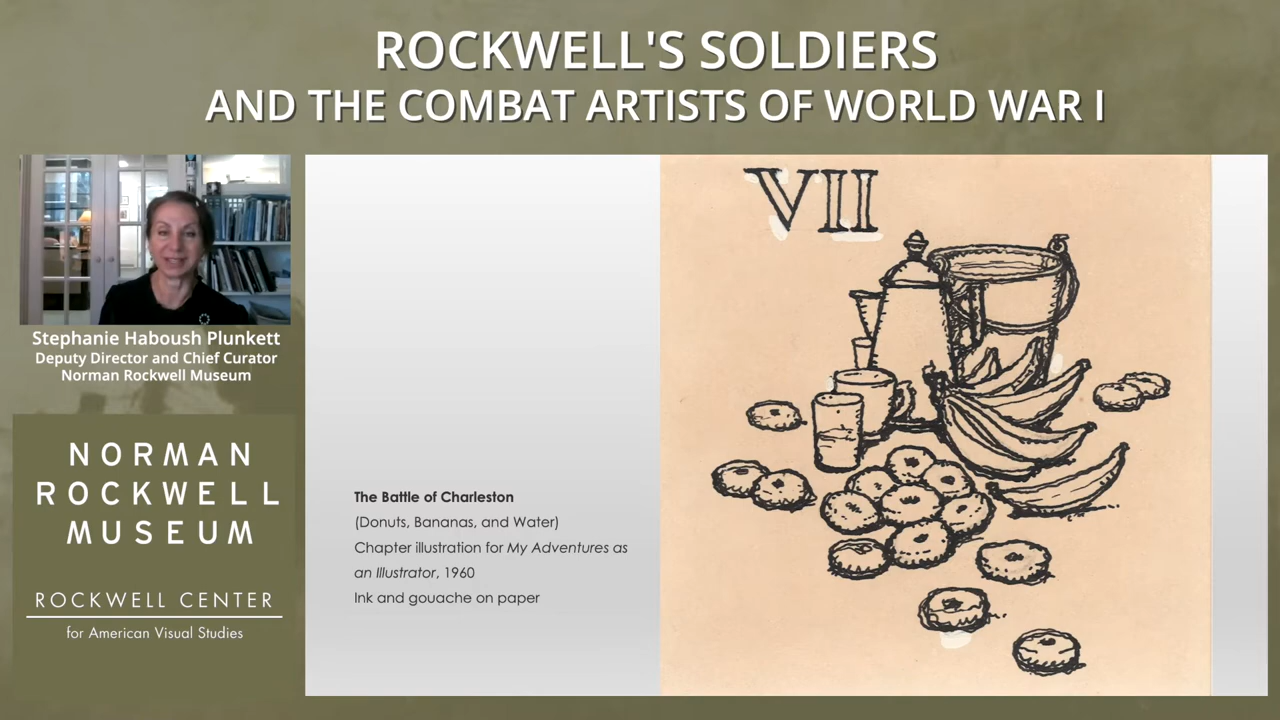 ROCKWELL'S SOLDIERS
AND THE COMBAT ARTISTS OF WORLD WAR I
Stephanie Haboush Plunkett
Deputy Director and Chief Curator
Norman Rockwell Museum
NORMAN
ROCKWELL
MUSEUM
ROCKWELL CENTER
for American Visual Studies
The Battle of Charleston
(Donuts, Bananas, and Water)
Chapter illustration for My Adventures as
an Illustrator, 1960
Ink and gouache on paper
VII